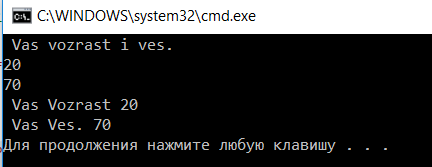 C:\WINDOWS\system32\cmd.exe
Vas vozrast i ves.
20
70
Vas Vozrast 20
Vas Ves. 70
Для продолжения нажмите любую клавишу . . .